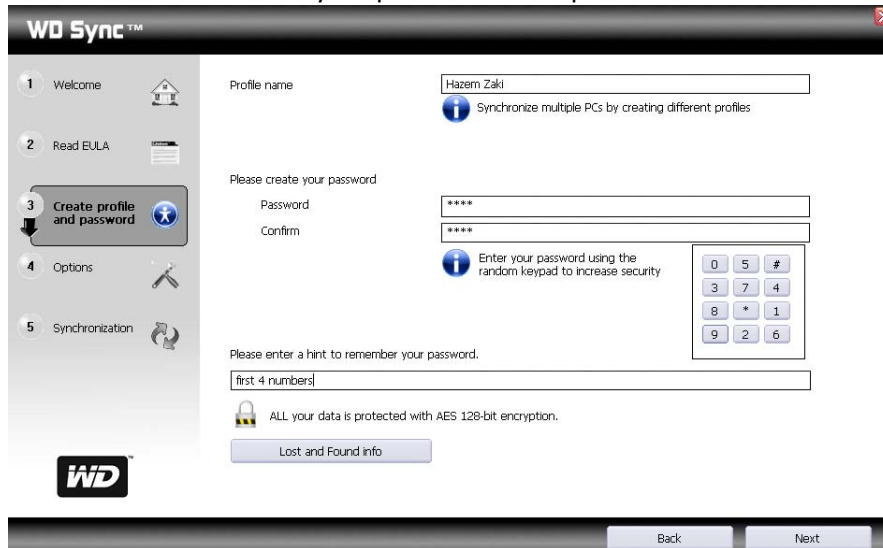 WD Sync™
1 Welcome
2 Read EULA
3 Create profile
and password
4 Options
5 Synchronization
WD
Profile name
Hazem Zaki
Synchronize multiple PCs by creating different profiles
Please create your password
Password
****
Confirm
****
Enter your password using the
random keypad to increase security
0 5 #
3 7 4
8 * 1
9 2 6
Please enter a hint to remember your password.
first 4 numbers
ALL your data is protected with AES 128-bit encryption.
Lost and Found info
Back
Next